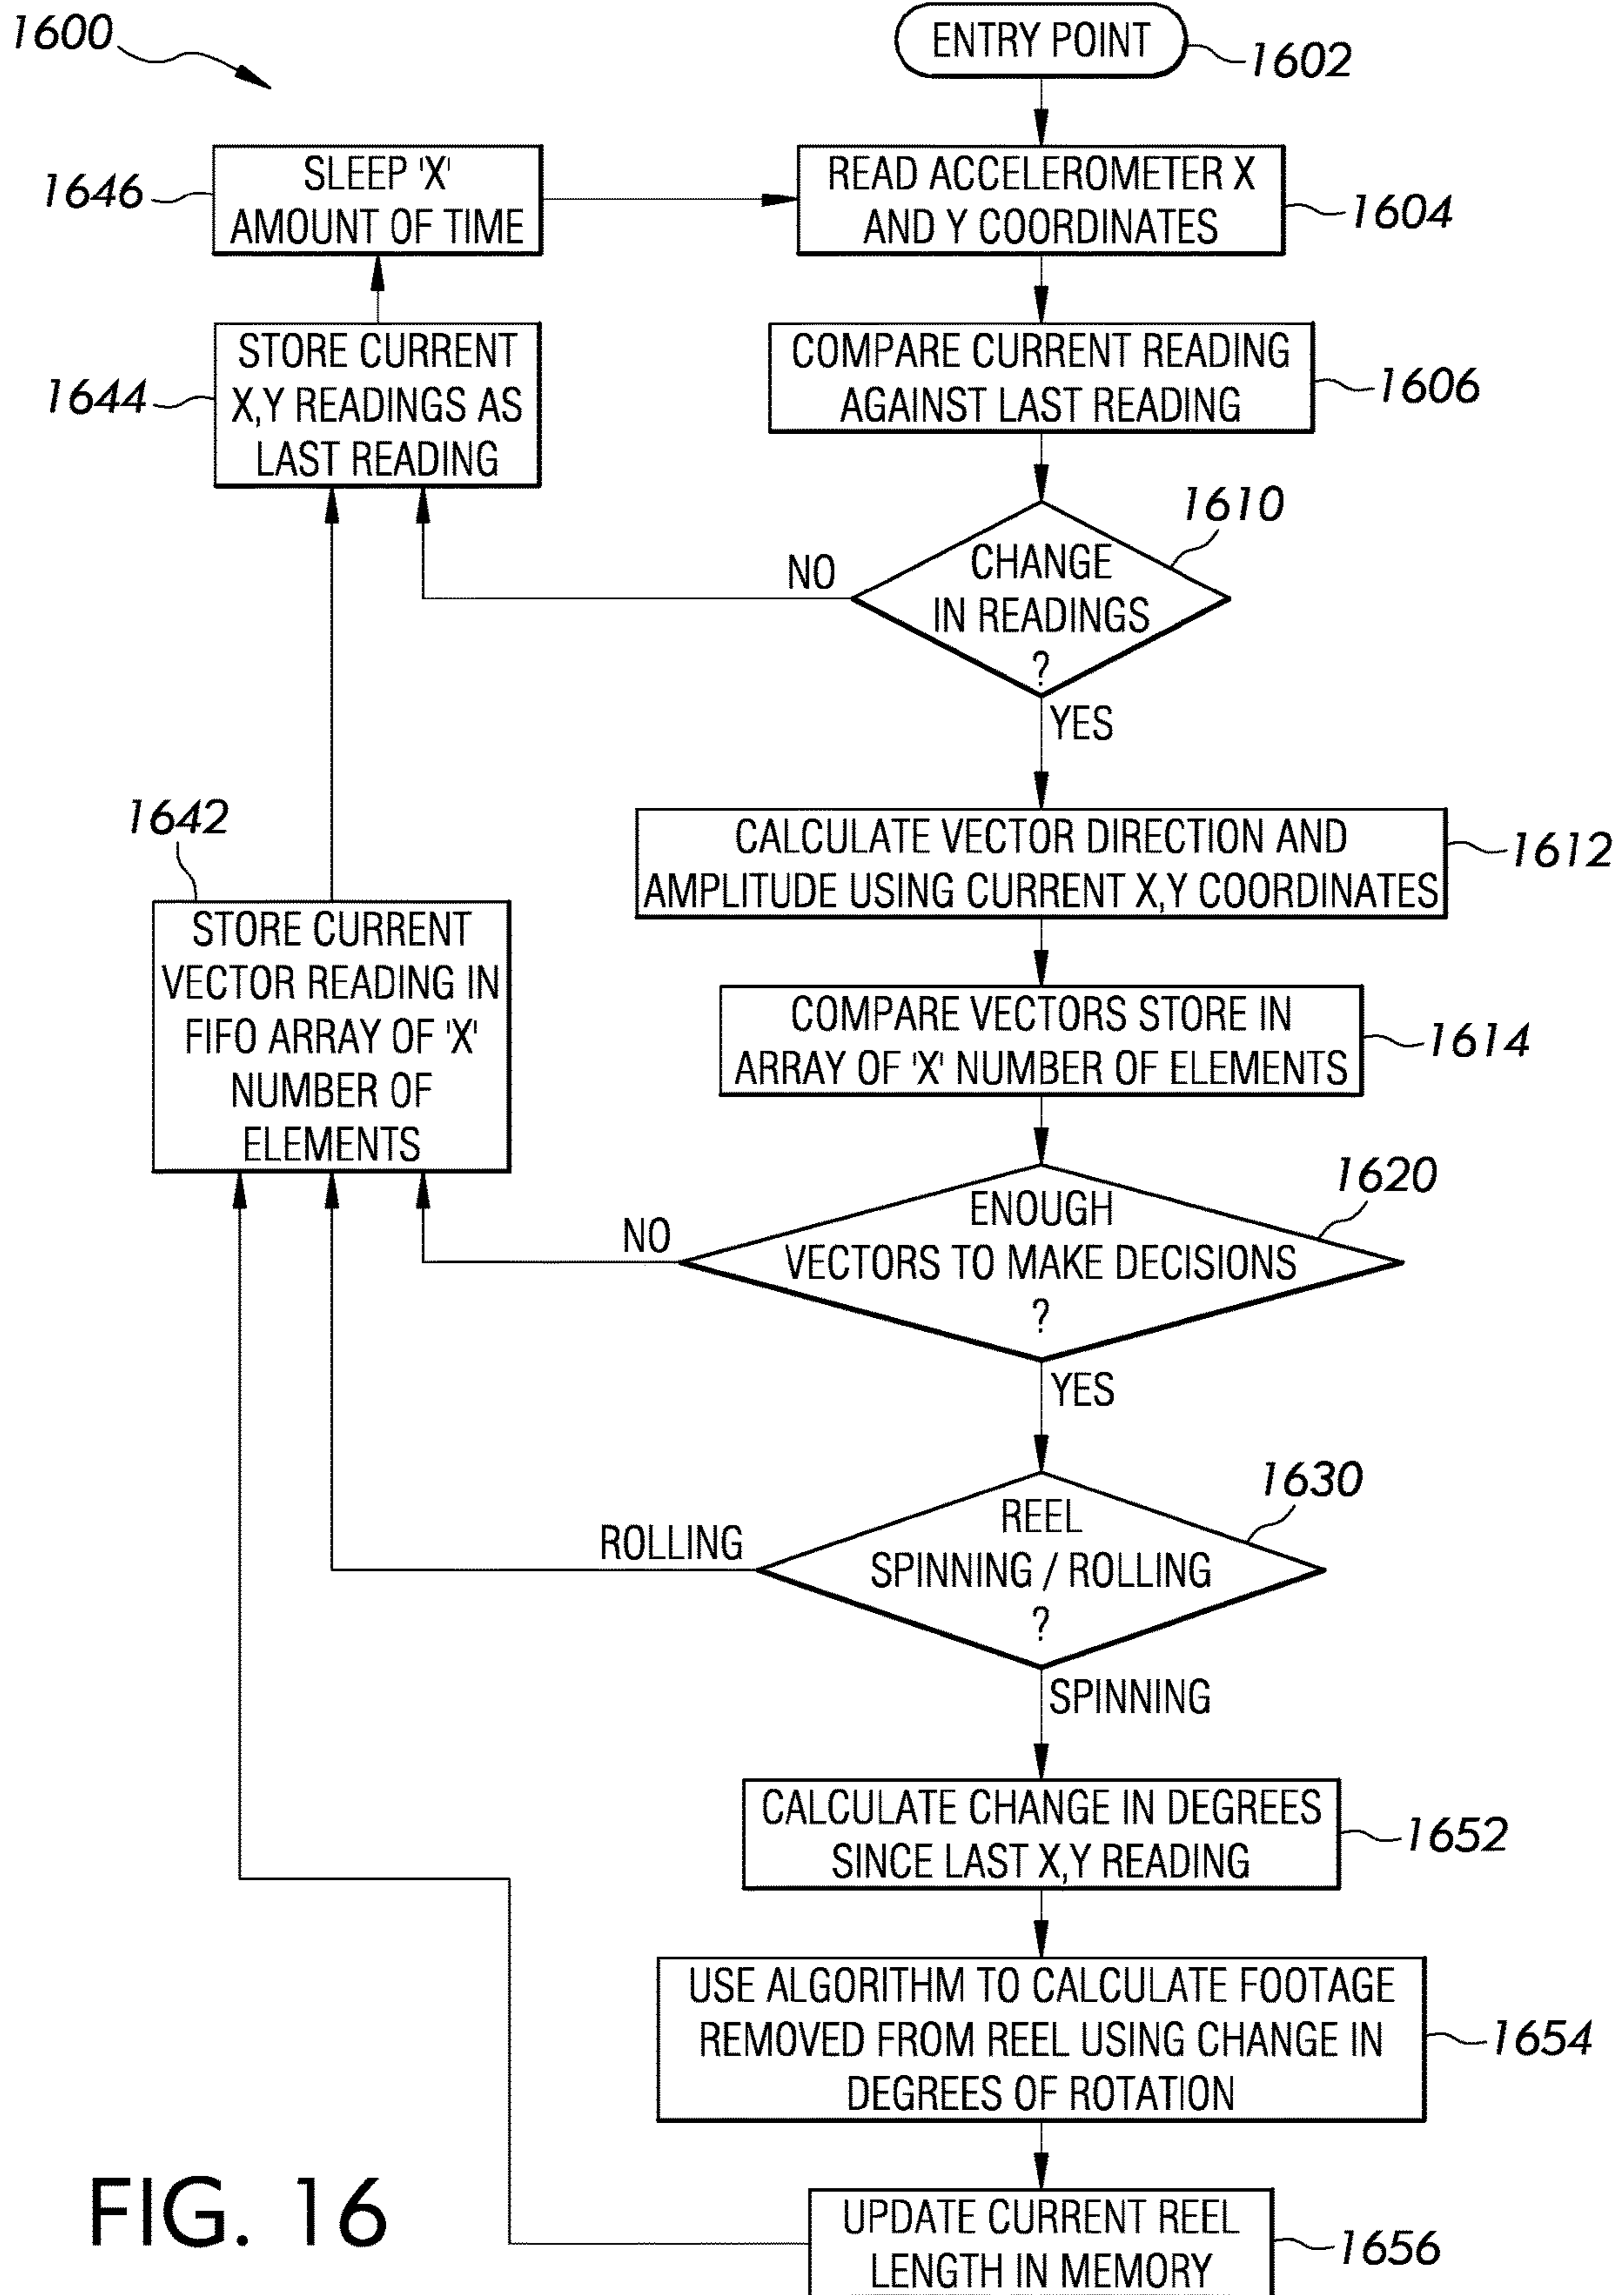 1600
ENTRY POINT
1602
SLEEP 'X'
AMOUNT OF TIME
1646
READ ACCELEROMETER X
AND Y COORDINATES
1604
STORE CURRENT
X,Y READINGS AS
LAST READING
1644
COMPARE CURRENT READING
AGAINST LAST READING
1606
1610
CHANGE
IN READINGS
?
NO
YES
1642
CALCULATE VECTOR DIRECTION AND
AMPLITUDE USING CURRENT X,Y COORDINATES
1612
STORE CURRENT
VECTOR READING IN
FIFO ARRAY OF 'X'
NUMBER OF
ELEMENTS
COMPARE VECTORS STORE IN
ARRAY OF 'X' NUMBER OF ELEMENTS
1614
1620
ENOUGH
VECTORS TO MAKE DECISIONS
?
NO
YES
1630
REEL
SPINNING / ROLLING
?
ROLLING
SPINNING
CALCULATE CHANGE IN DEGREES
SINCE LAST X,Y READING
1652
USE ALGORITHM TO CALCULATE FOOTAGE
REMOVED FROM REEL USING CHANGE IN
DEGREES OF ROTATION
1654
UPDATE CURRENT REEL
LENGTH IN MEMORY
1656
FIG. 16